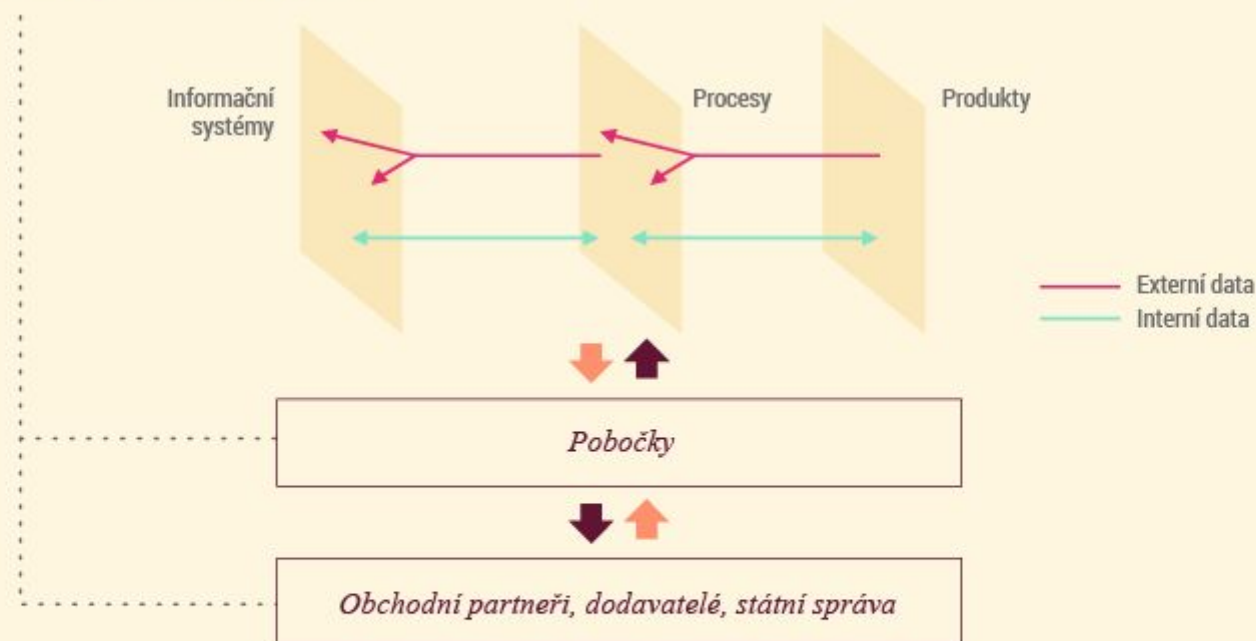 Informační
systémy
Procesy
Produkty
Externí data
Interní data
Pobočky
Obchodní partneři, dodavatelé, státní správa